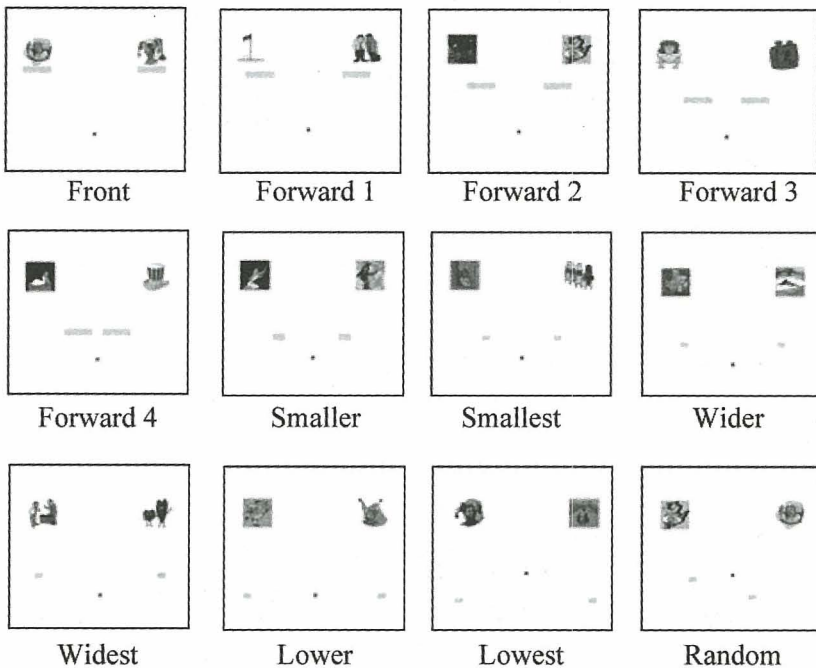 Front Forward 1 Forward 2 Forward 3
Forward 4 Smaller Smallest Wider
Widest Lower Lowest Random